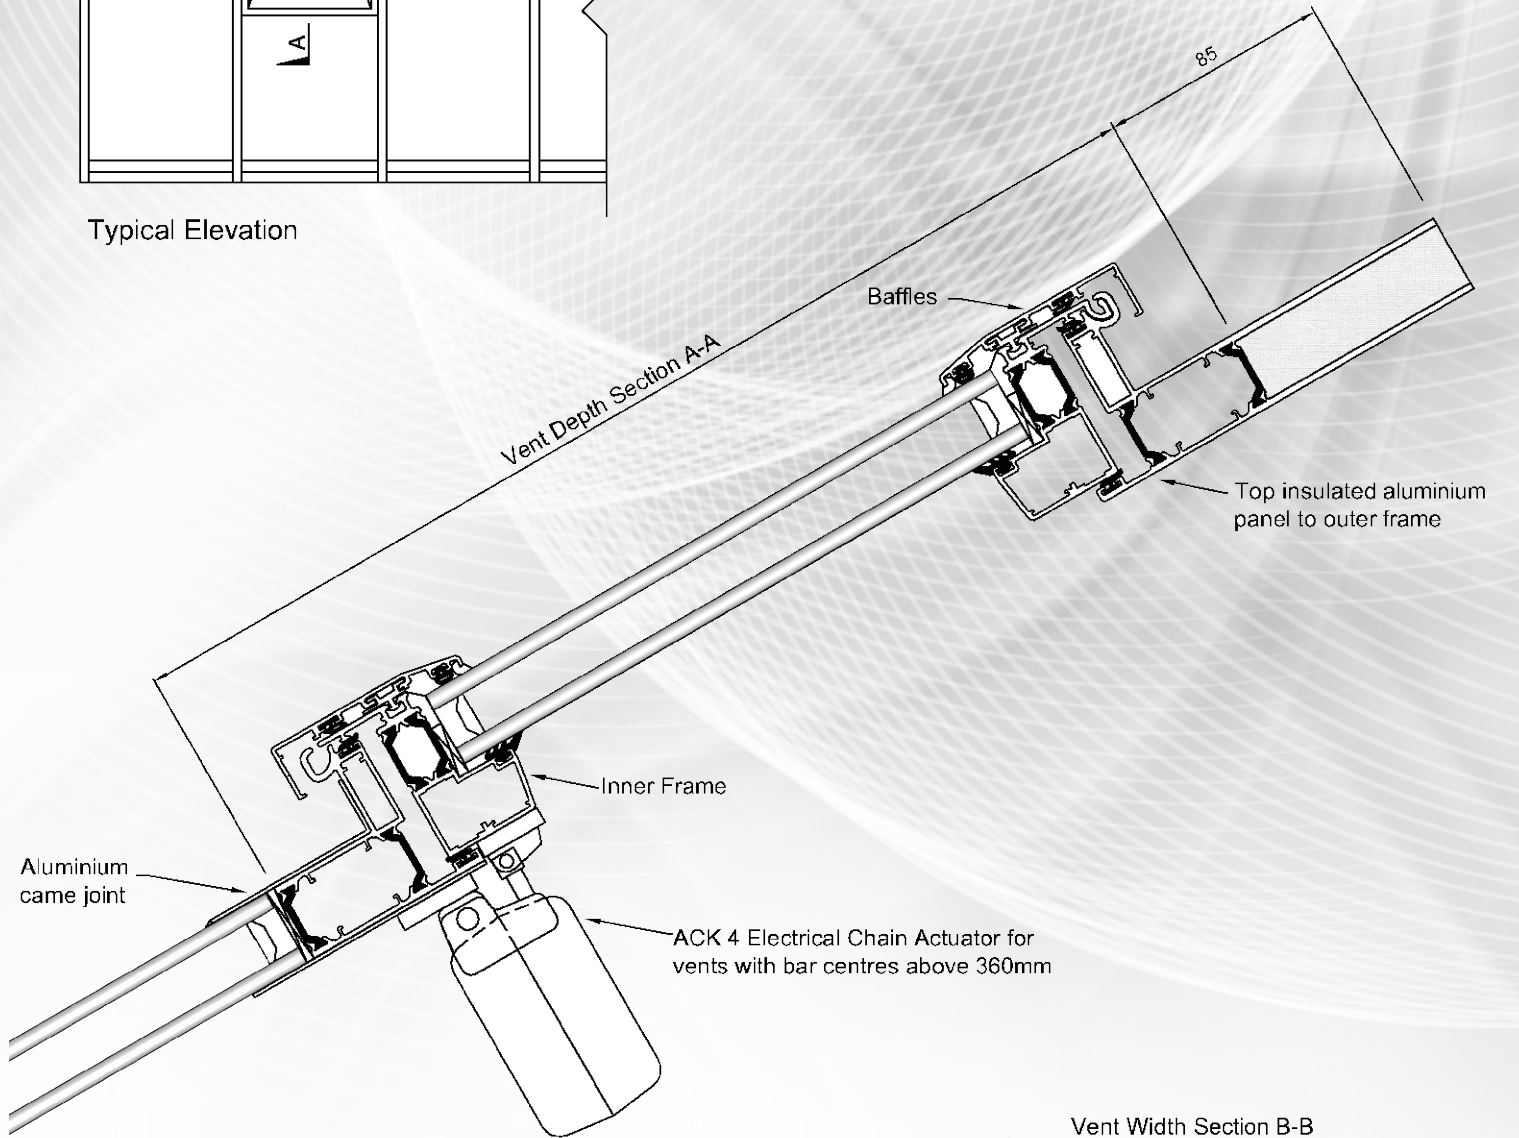 A
Typical Elevation
85
Baffles
Vent Depth Section A-A
Top insulated aluminium
panel to outer frame
Inner Frame
Aluminium
came joint
ACK 4 Electrical Chain Actuator for
vents with bar centres above 360mm
Vent Width Section B-B